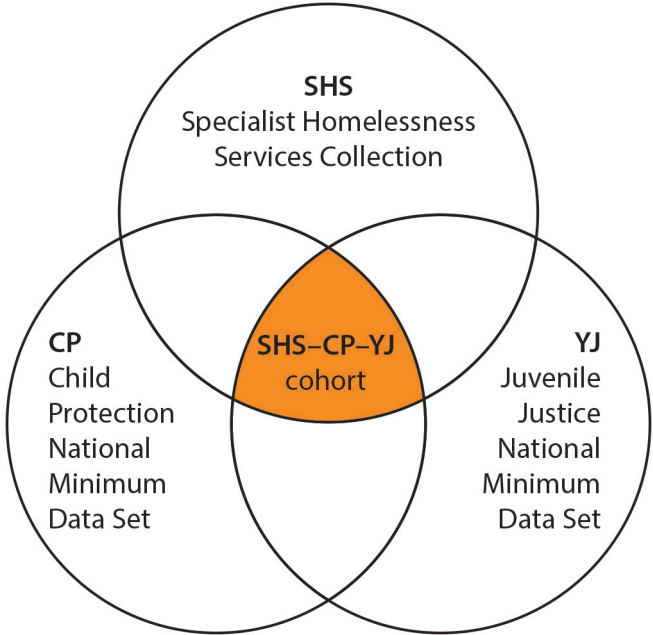 SHS
Specialist Homelessness
Services Collection
SHS–CP–YJ
cohort
CP
Child
Protection
National
Minimum
Data Set
YJ
Juvenile
Justice
National
Minimum
Data Set